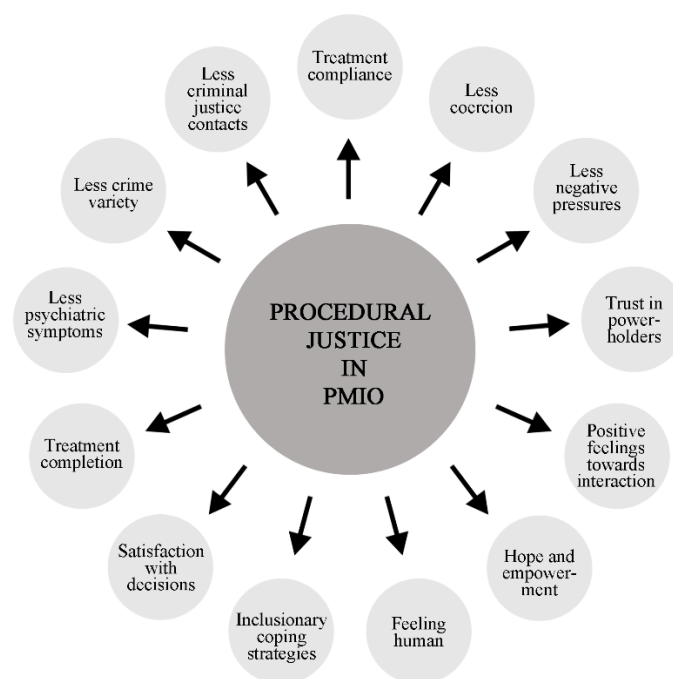 PROCEDURAL
JUSTICE
IN
PMIO
Treatment
compliance
Less
coercion
Less
negative
pressures
Trust in
power-
holders
Positive
feelings
towards
interaction
Hope and
empower-
ment
Feeling
human
Inclusionary
coping
strategies
Satisfaction
with
decisions
Treatment
completion
Less
psychiatric
symptoms
Less crime
variety
Less
criminal
justice
contacts